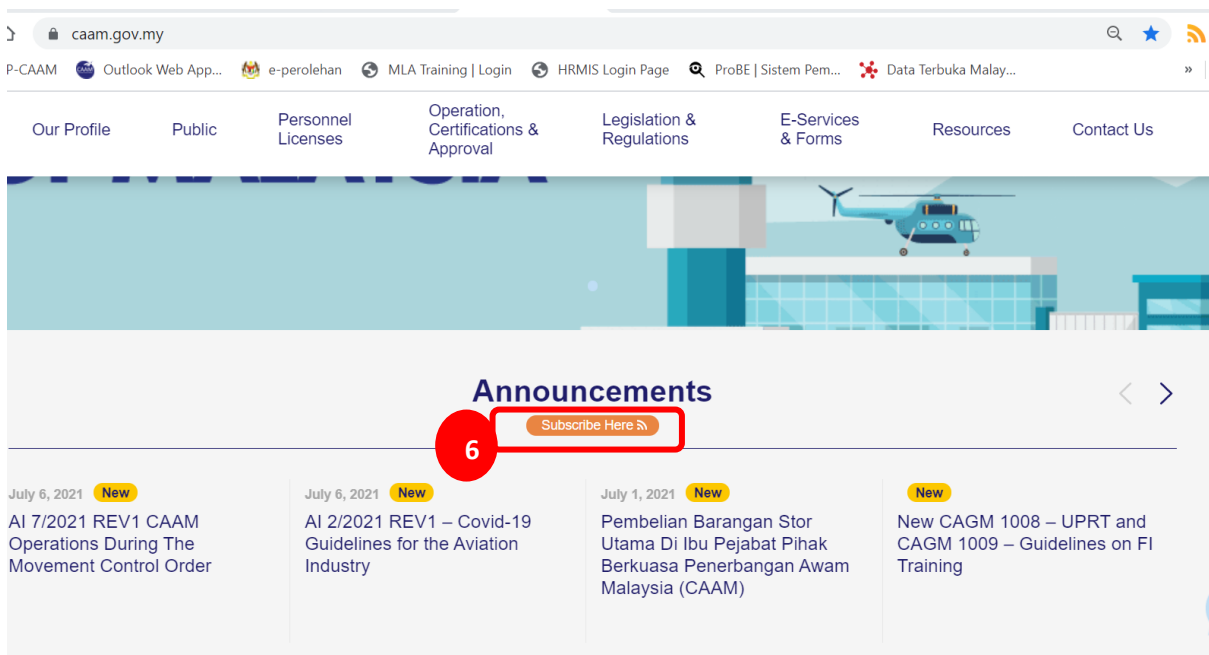 caam.gov.my
P-CAAM Outlook Web App... e-perolehan MLA Training | Login HRMIS Login Page ProBE | Sistem Pem... Data Terbuka Malay... »
Our Profile
Public
Personnel
Licenses
Operation,
Certifications &
Approval
Legislation &
Regulations
E-Services
& Forms
Resources
Contact Us
Announcements
Subscribe Here
6
July 6, 2021 New
AI 7/2021 REV1 CAAM
Operations During The
Movement Control Order
July 6, 2021 New
AI 2/2021 REV1 – Covid-19
Guidelines for the Aviation
Industry
July 1, 2021 New
Pembelian Barangan Stor
Utama Di Ibu Pejabat Pihak
Berkuasa Penerbangan Awam
Malaysia (CAAM)
New
New CAGM 1008 – UPRT and
CAGM 1009 – Guidelines on FI
Training